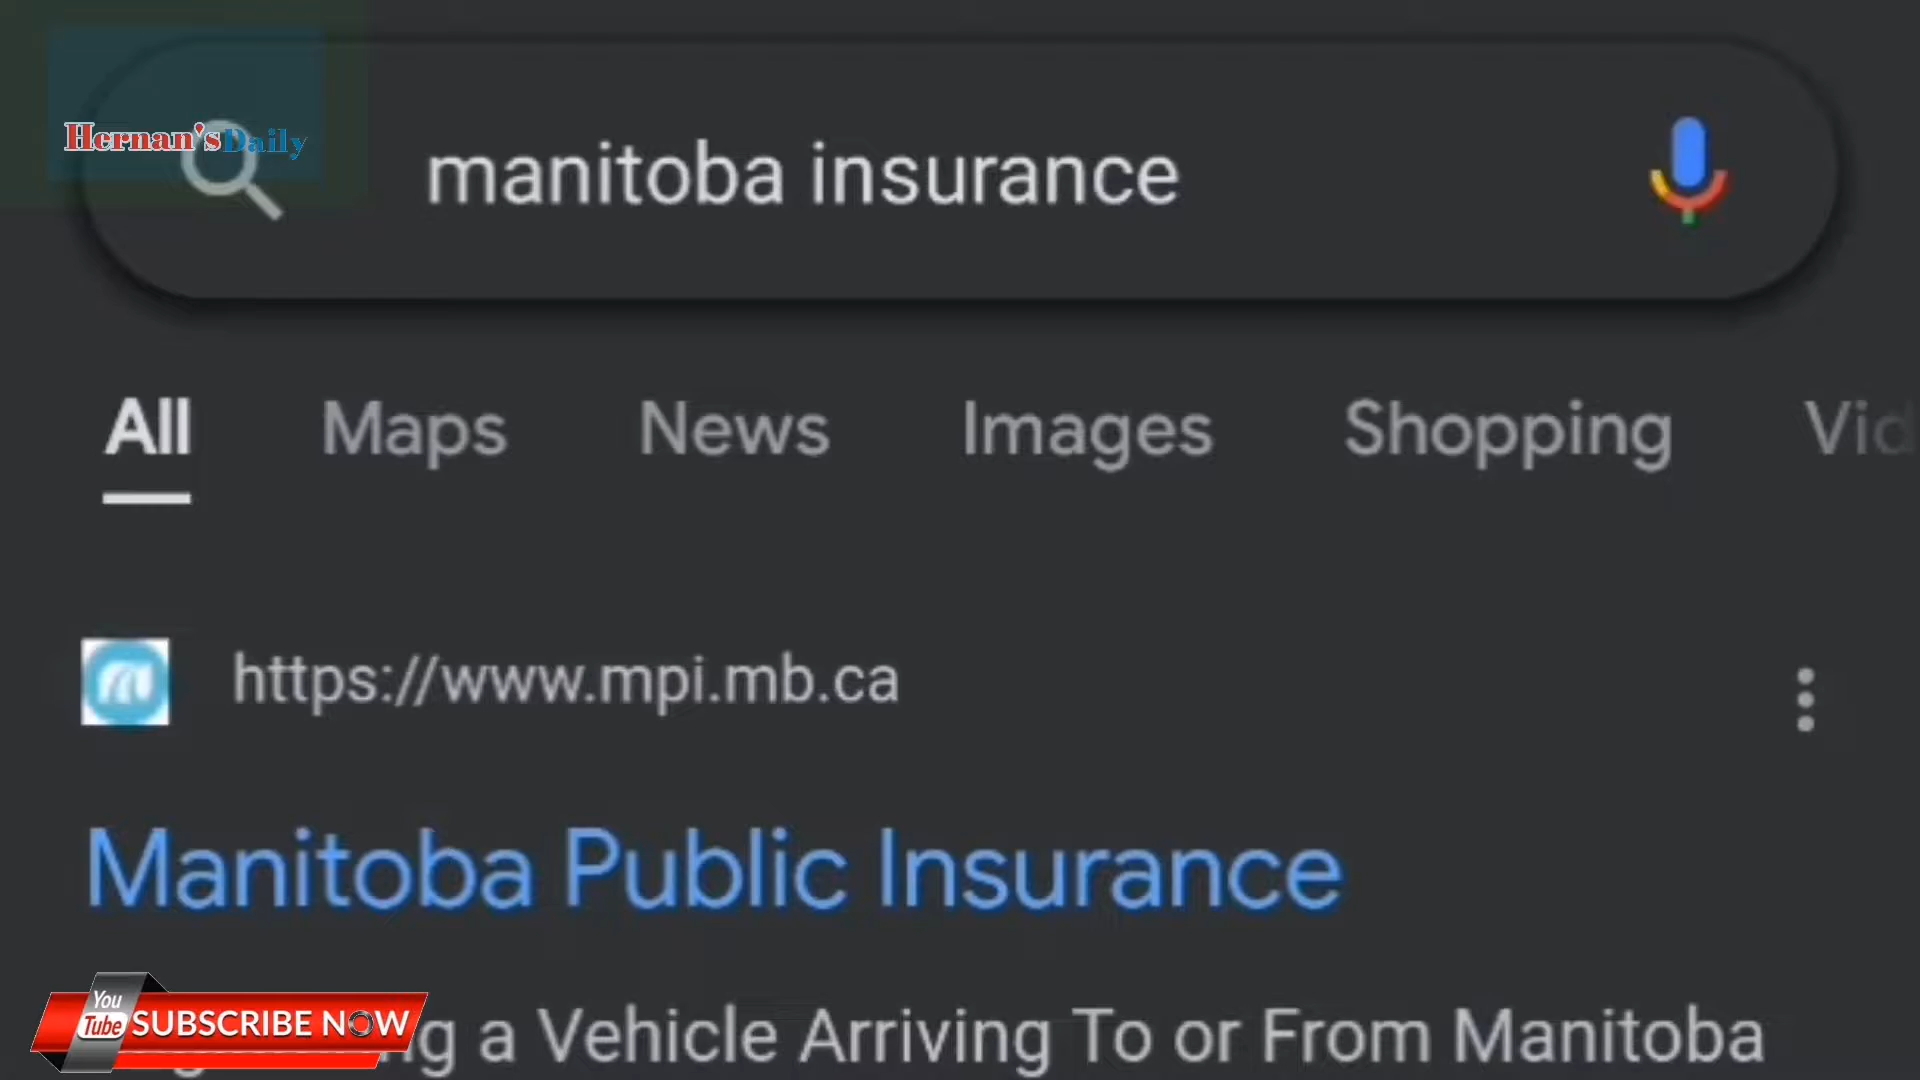 Hernan's Daily
manitoba insurance
All Maps News Images Shopping Vid
https://www.mpi.mb.ca
Manitoba Public Insurance
a Vehicle Arriving To or From Manitoba
You
Tube SUBSCRIBE NOW